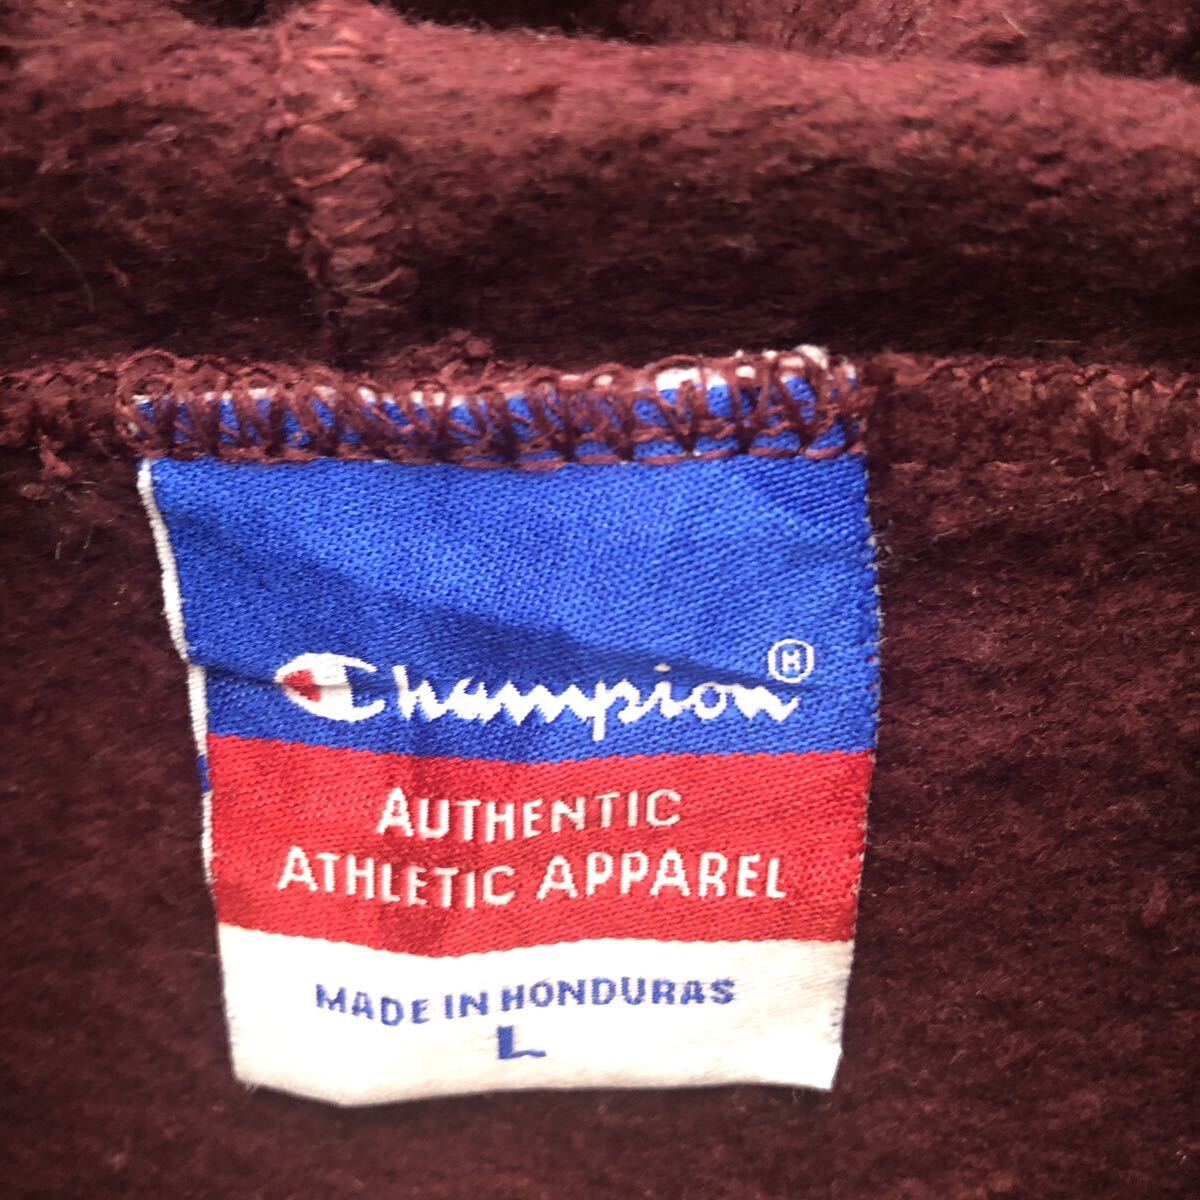 Champion®
AUTHENTIC
ATHLETIC APPAREL
MADE IN HONDURAS
L